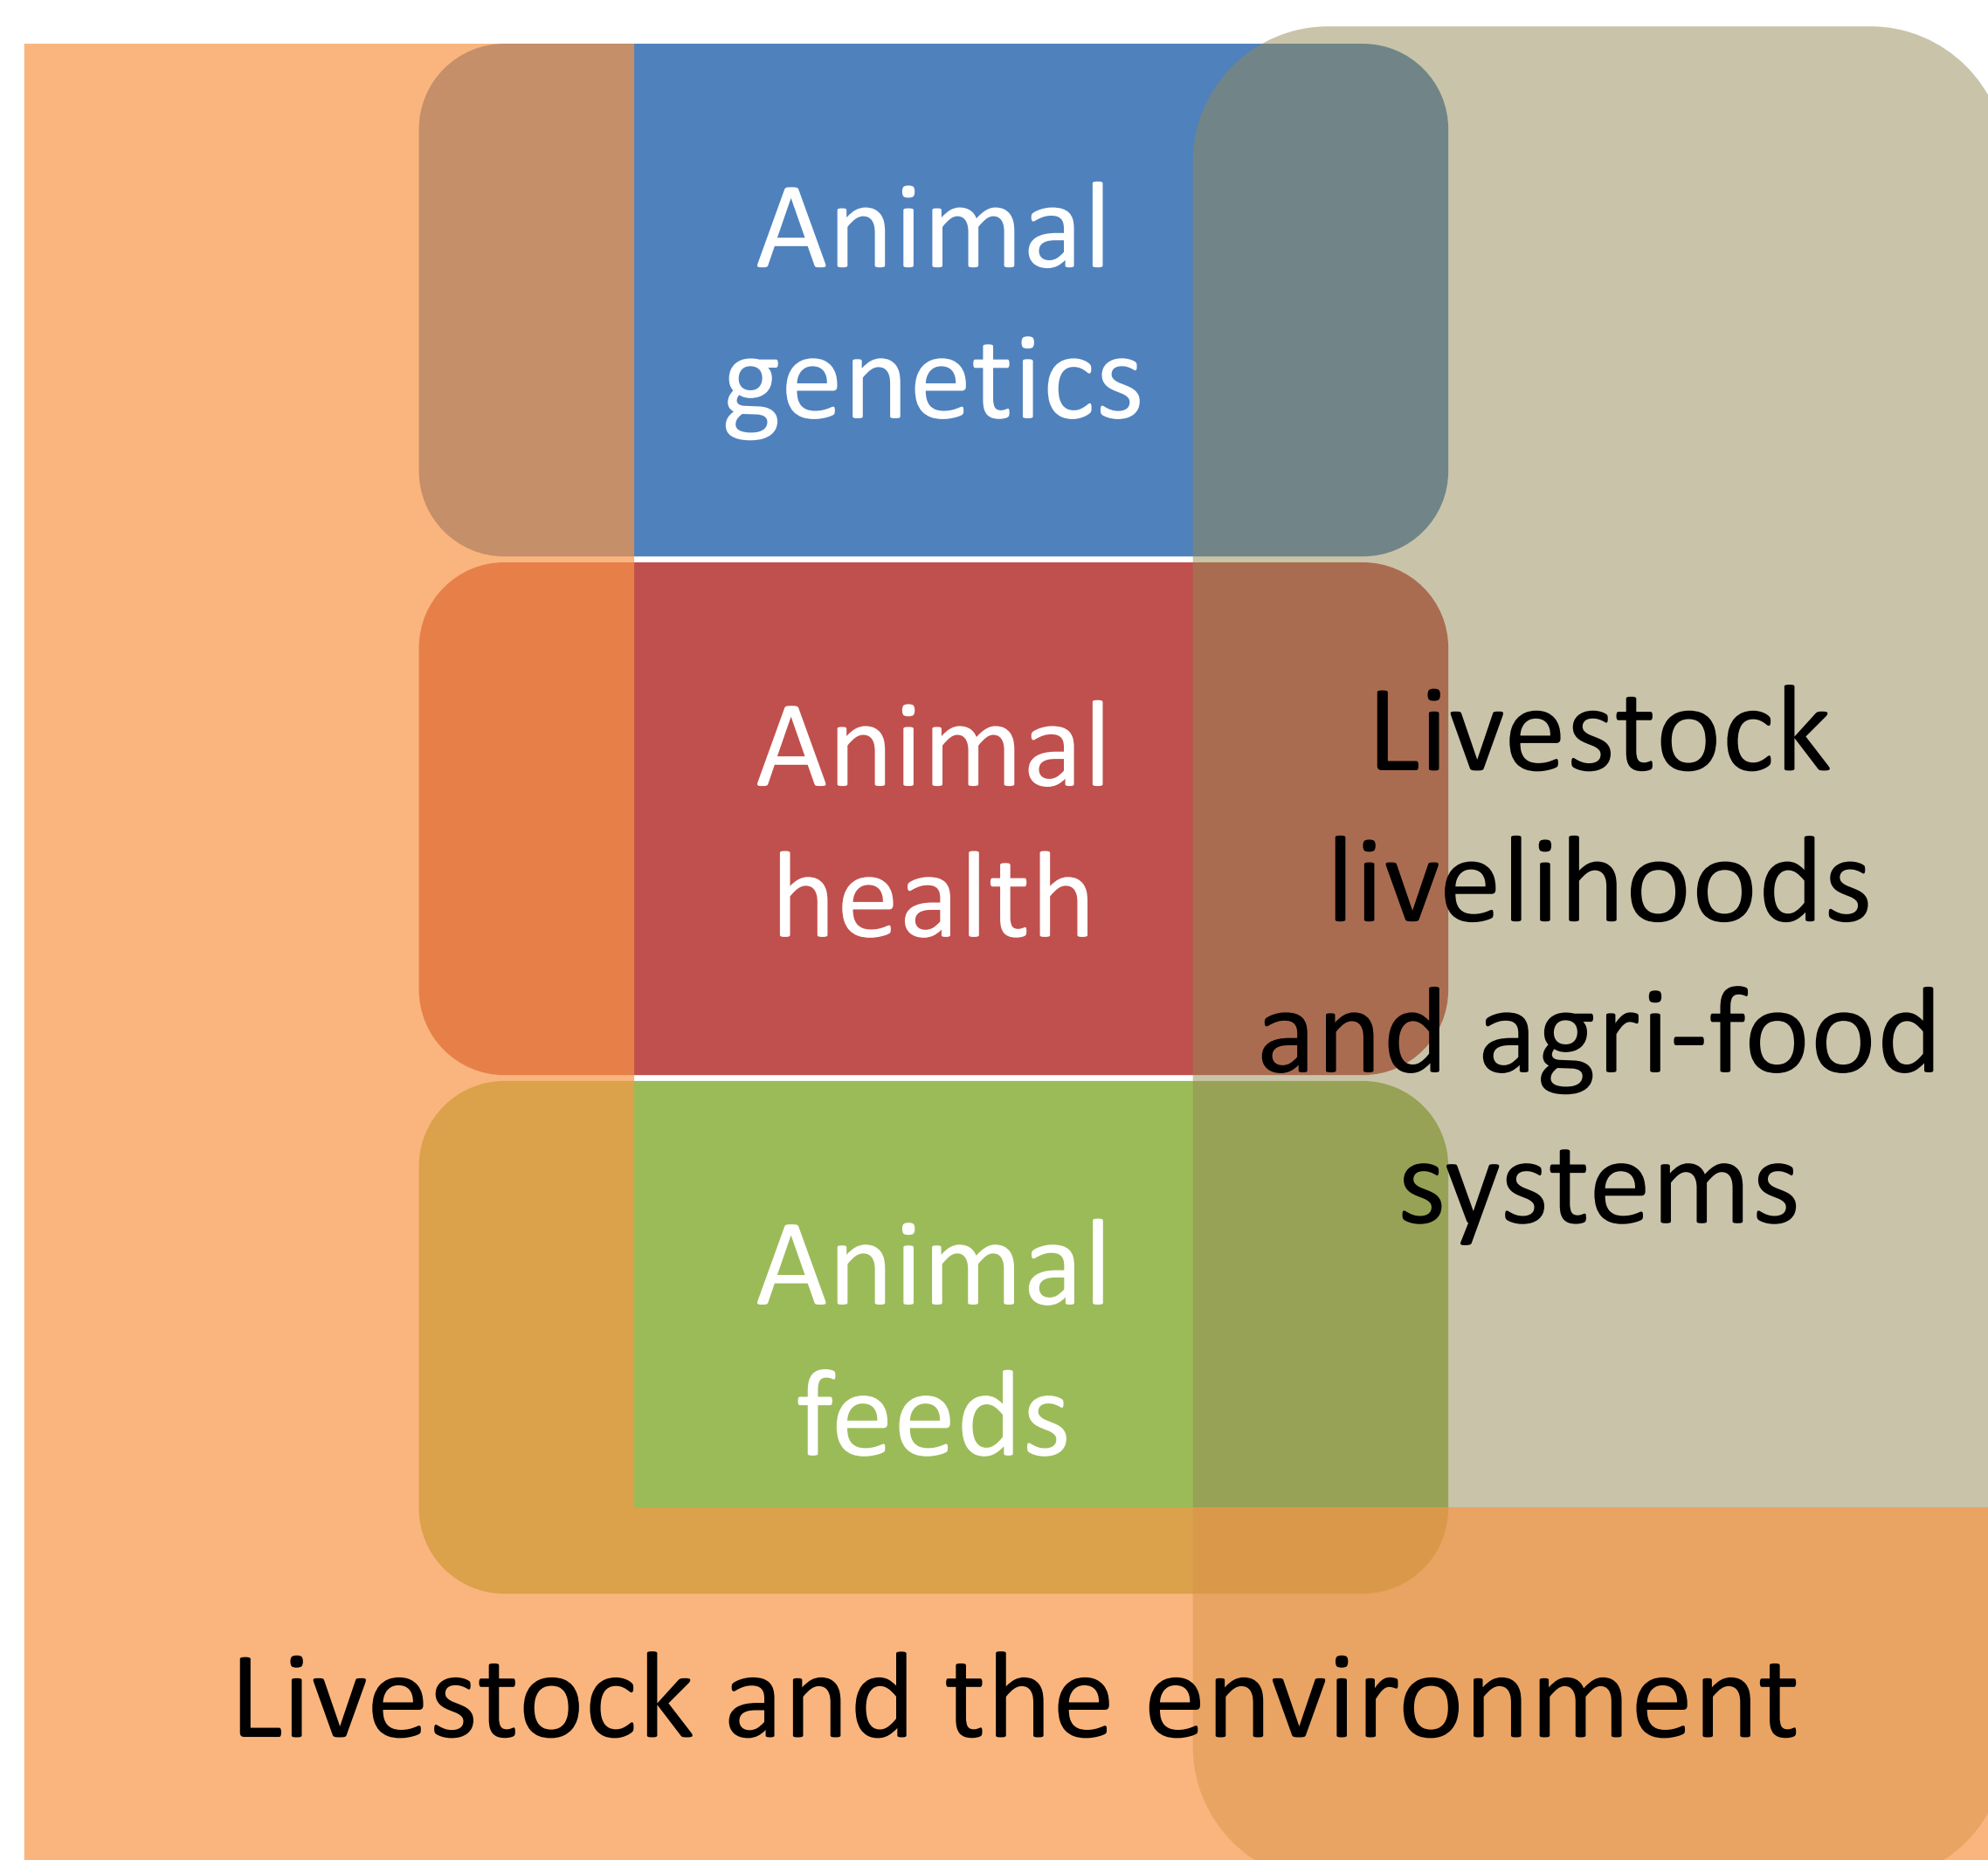 Animal
genetics
Animal
health
Animal
feeds
Livestock
livelihoods
and agri-food
systems
Livestock and the environment